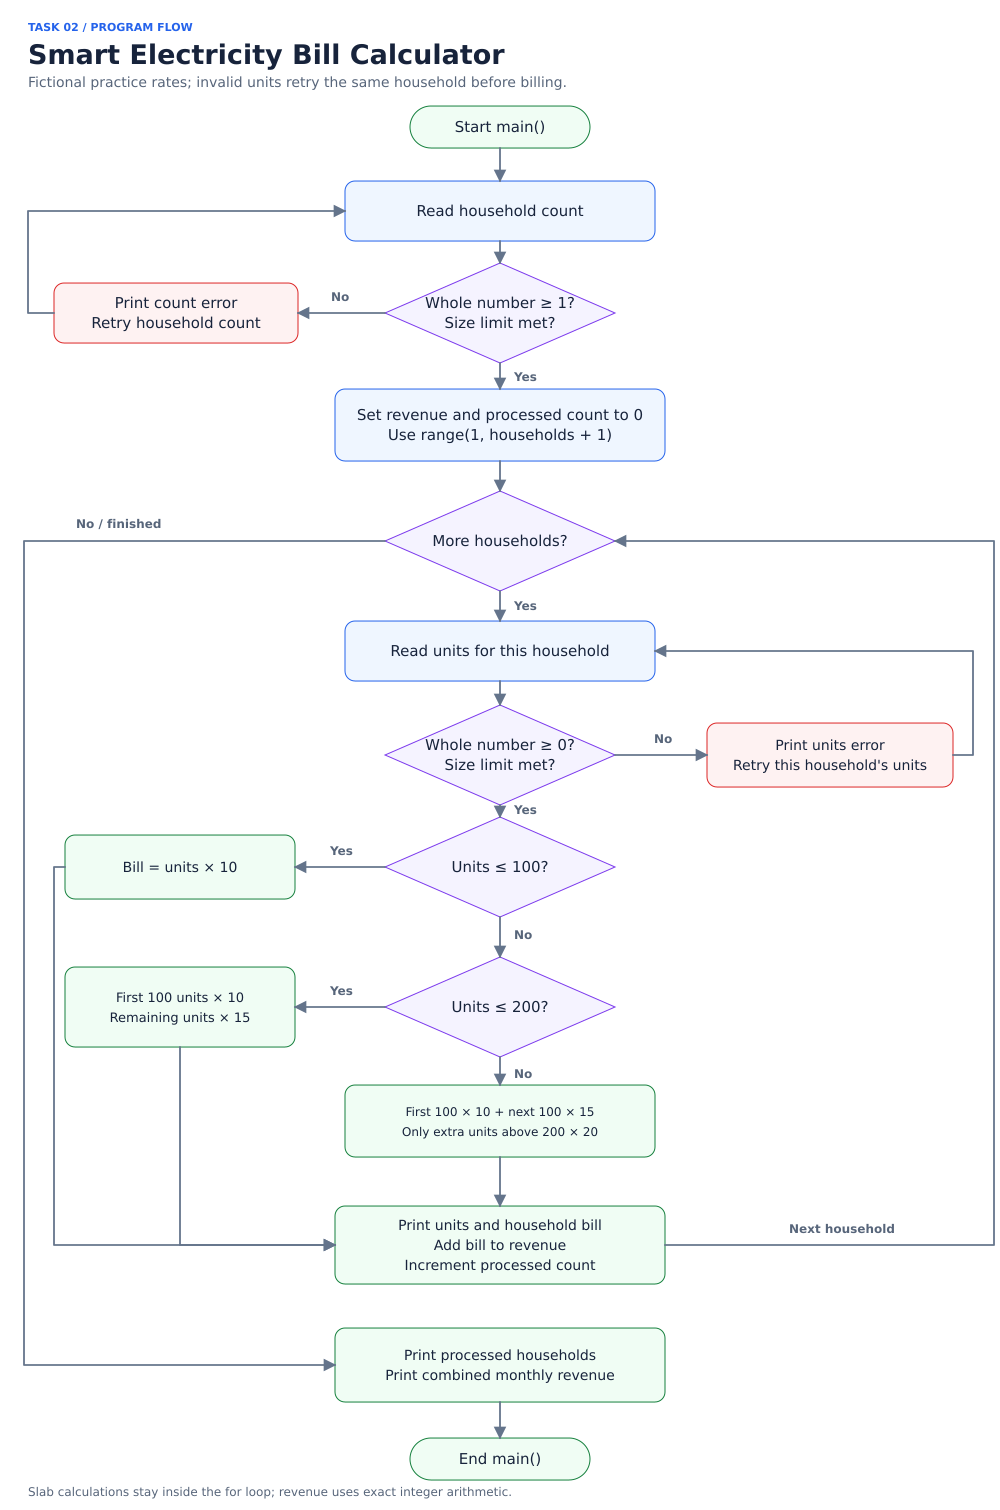 TASK 02 / PROGRAM FLOW
Smart Electricity Bill Calculator
Fictional practice rates; invalid units retry the same household before billing.
Start main()
Read household count
Whole number ≥ 1?
Size limit met?
No
Print count error
Retry household count
Yes
Set revenue and processed count to 0
Use range(1, households + 1)
More households?
No / finished
Yes
Read units for this household
Whole number ≥ 0?
Size limit met?
No
Print units error
Retry this household's units
Yes
Units ≤ 100?
Yes
Bill = units × 10
No
Units ≤ 200?
Yes
First 100 units × 10
Remaining units × 15
No
First 100 × 10 + next 100 × 15
Only extra units above 200 × 20
Print units and household bill
Add bill to revenue
Increment processed count
Next household
Print processed households
Print combined monthly revenue
End main()
Slab calculations stay inside the for loop; revenue uses exact integer arithmetic.